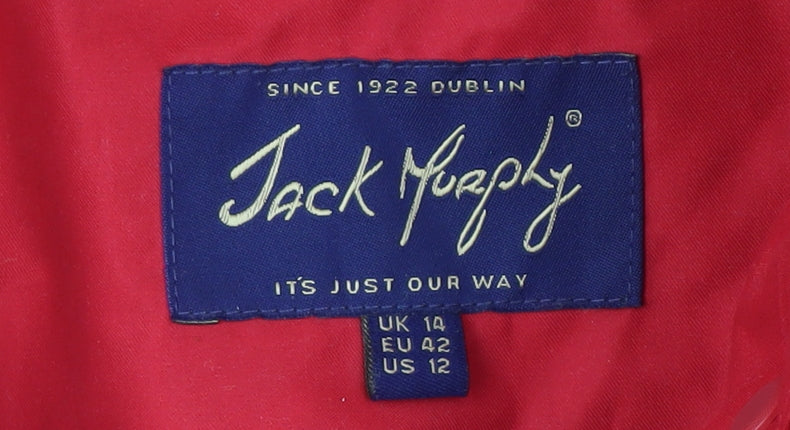 SINCE 1922 DUBLIN
Jack Murphy®
IT'S JUST OUR WAY
UK 14
EU 42
US 12